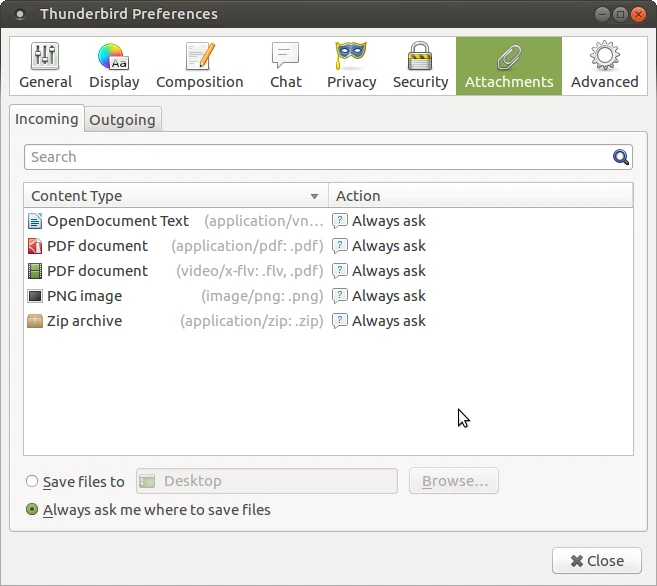 Thunderbird Preferences
General Display Composition Chat Privacy Security Attachments Advanced
Aa
Incoming Outgoing
Search
Content Type Action
OpenDocument Text (application/vn... ? Always ask
PDF document (application/pdf: .pdf) ? Always ask
PDF document (video/x-flv: .flv, .pdf) ? Always ask
PNG image (image/png: .png) ? Always ask
Zip archive (application/zip: .zip) ? Always ask
Save files to Desktop Browse...
Always ask me where to save files
Close